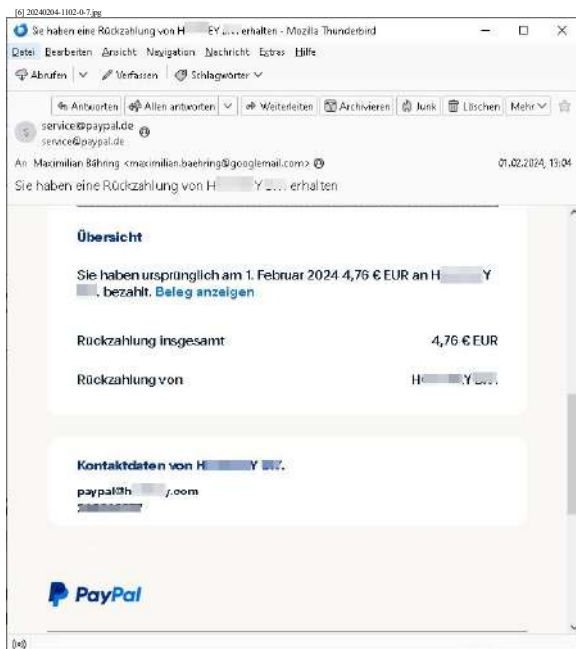 [6] 20240204-1102-0-7.jpg
Sie haben eine Rückzahlung von H EY erhalten - Mozilla Thunderbird
Datei Bearbeiten Ansicht Navigation Nachricht Extras Hilfe
Abrufen Verfassen Schlagwörter
Antworten Allen antworten Weiterleiten Archivieren Junk Löschen Mehr
S service@paypal.de
service@paypal.de
An Maximilian Bähring <maximilian.baehring@googlemail.com> 01.02.2024, 13:04
Sie haben eine Rückzahlung von H Y erhalten
Übersicht
Sie haben ursprünglich am 1. Februar 2024 4,76 € EUR an H Y
. bezahlt. Beleg anzeigen
Rückzahlung insgesamt 4,76 € EUR
Rückzahlung von H Y
Kontaktdaten von H Y
paypal@h y.com
PayPal